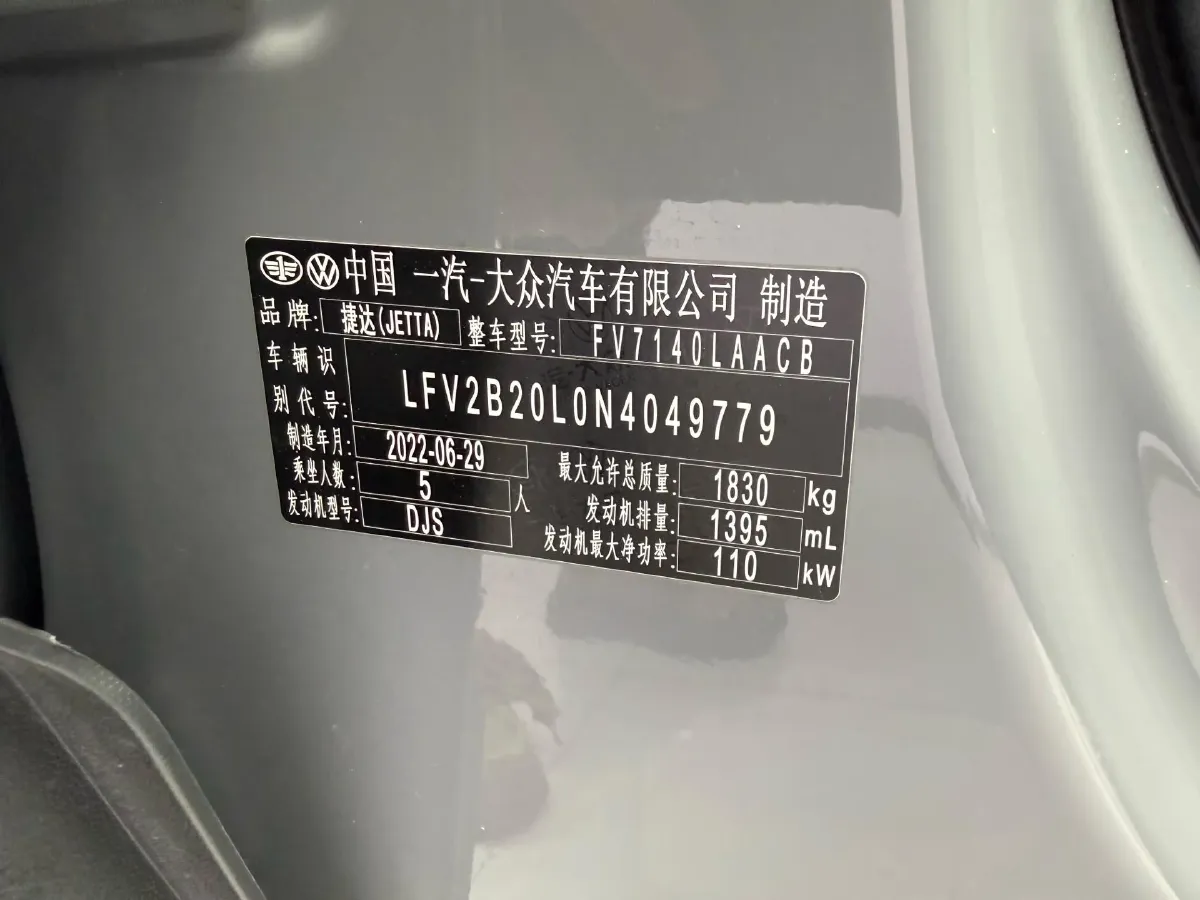 中国 一汽-大众汽车有限公司 制造
品牌: 捷达(JETTA) 整车型号: FV7140LAACB
车辆识别代号: LFV2B20L0N4049779
制造年月: 2022-06-29 最大允许总质量: 1830 kg
乘坐人数: 5 人 发动机排量: 1395 mL
发动机型号: DJS 发动机最大净功率: 110 kW